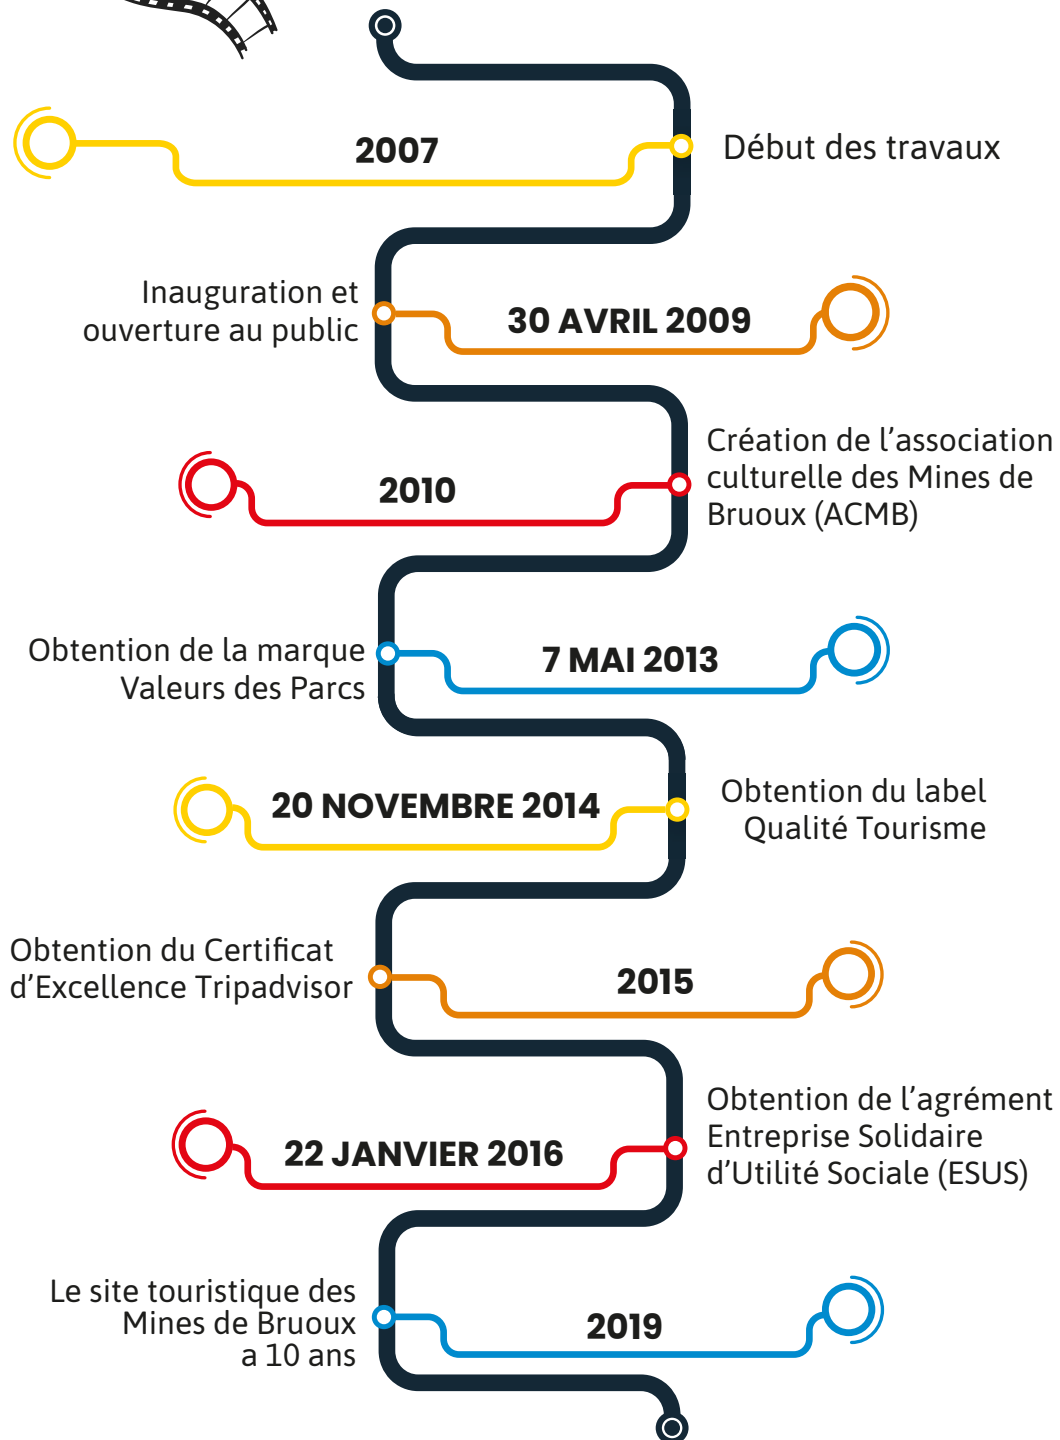 2007
Début des travaux
Inauguration et
ouverture au public
30 AVRIL 2009
2010
Création de l’association
culturelle des Mines de
Bruoux (ACMB)
Obtention de la marque
Valeurs des Parcs
7 MAI 2013
20 NOVEMBRE 2014
Obtention du label
Qualité Tourisme
Obtention du Certificat
d’Excellence Tripadvisor
2015
22 JANVIER 2016
Obtention de l’agrément
Entreprise Solidaire
d’Utilité Sociale (ESUS)
Le site touristique des
Mines de Bruoux
a 10 ans
2019